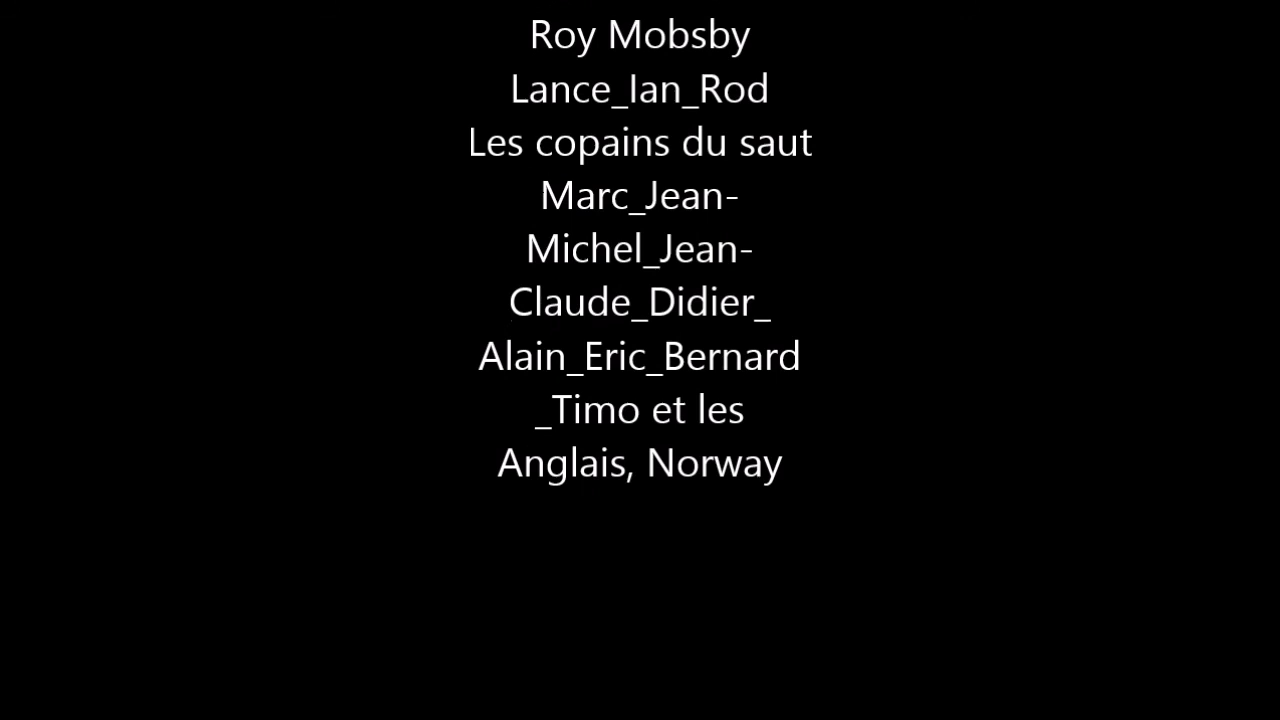 Roy Mobsby
Lance_Ian_Rod
Les copains du saut
Marc_Jean-
Michel_Jean-
Claude_Didier_
Alain_Eric_Bernard
_Timo et les
Anglais, Norway